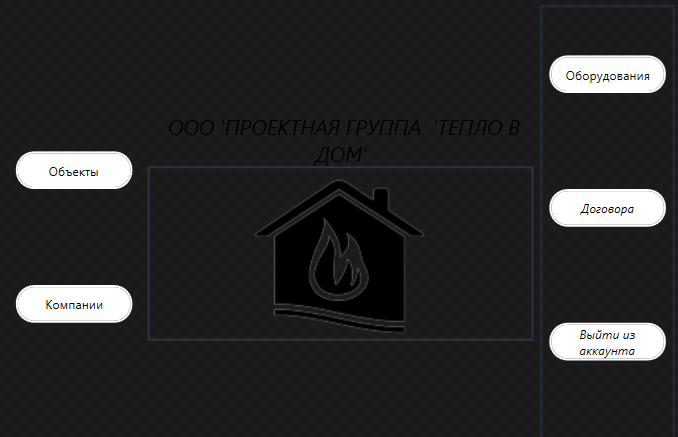 Оборудования
ООО 'ПРОЕКТНАЯ ГРУППА  'ТЕПЛО В
ДОМ'
Объекты
Договора
Компании
Выйти из
аккаунта